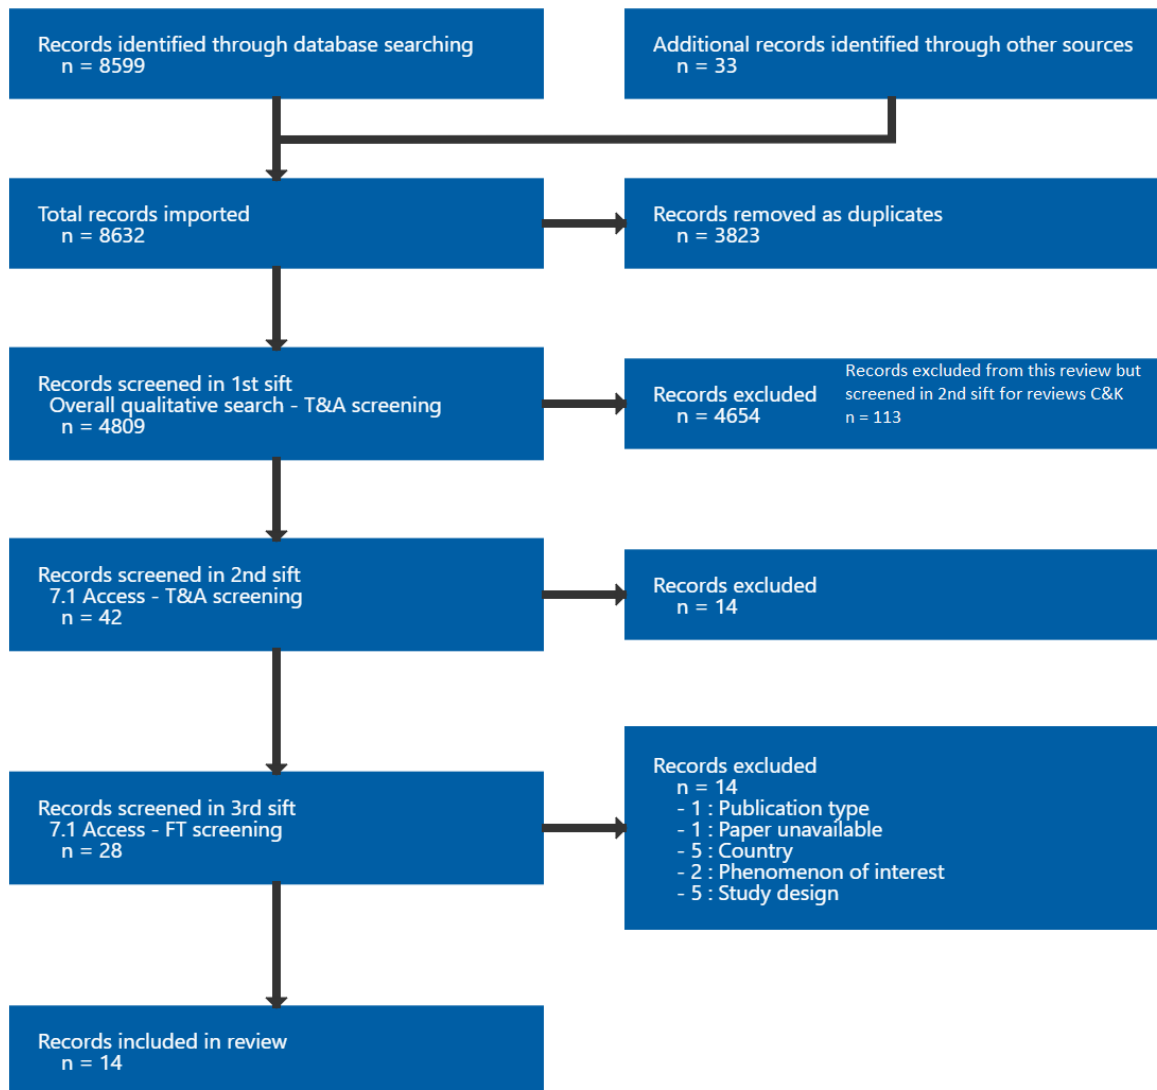 Records identified through database searching
n = 8599
Additional records identified through other sources
n = 33
Total records imported
n = 8632
Records removed as duplicates
n = 3823
Records screened in 1st sift
Overall qualitative search - T&A screening
n = 4809
Records excluded
n = 4654
Records excluded from this review but
screened in 2nd sift for reviews C&K
n = 113
Records screened in 2nd sift
7.1 Access - T&A screening
n = 42
Records excluded
n = 14
Records screened in 3rd sift
7.1 Access - FT screening
n = 28
Records excluded
n = 14
- 1 : Publication type
- 1 : Paper unavailable
- 5 : Country
- 2 : Phenomenon of interest
- 5 : Study design
Records included in review
n = 14